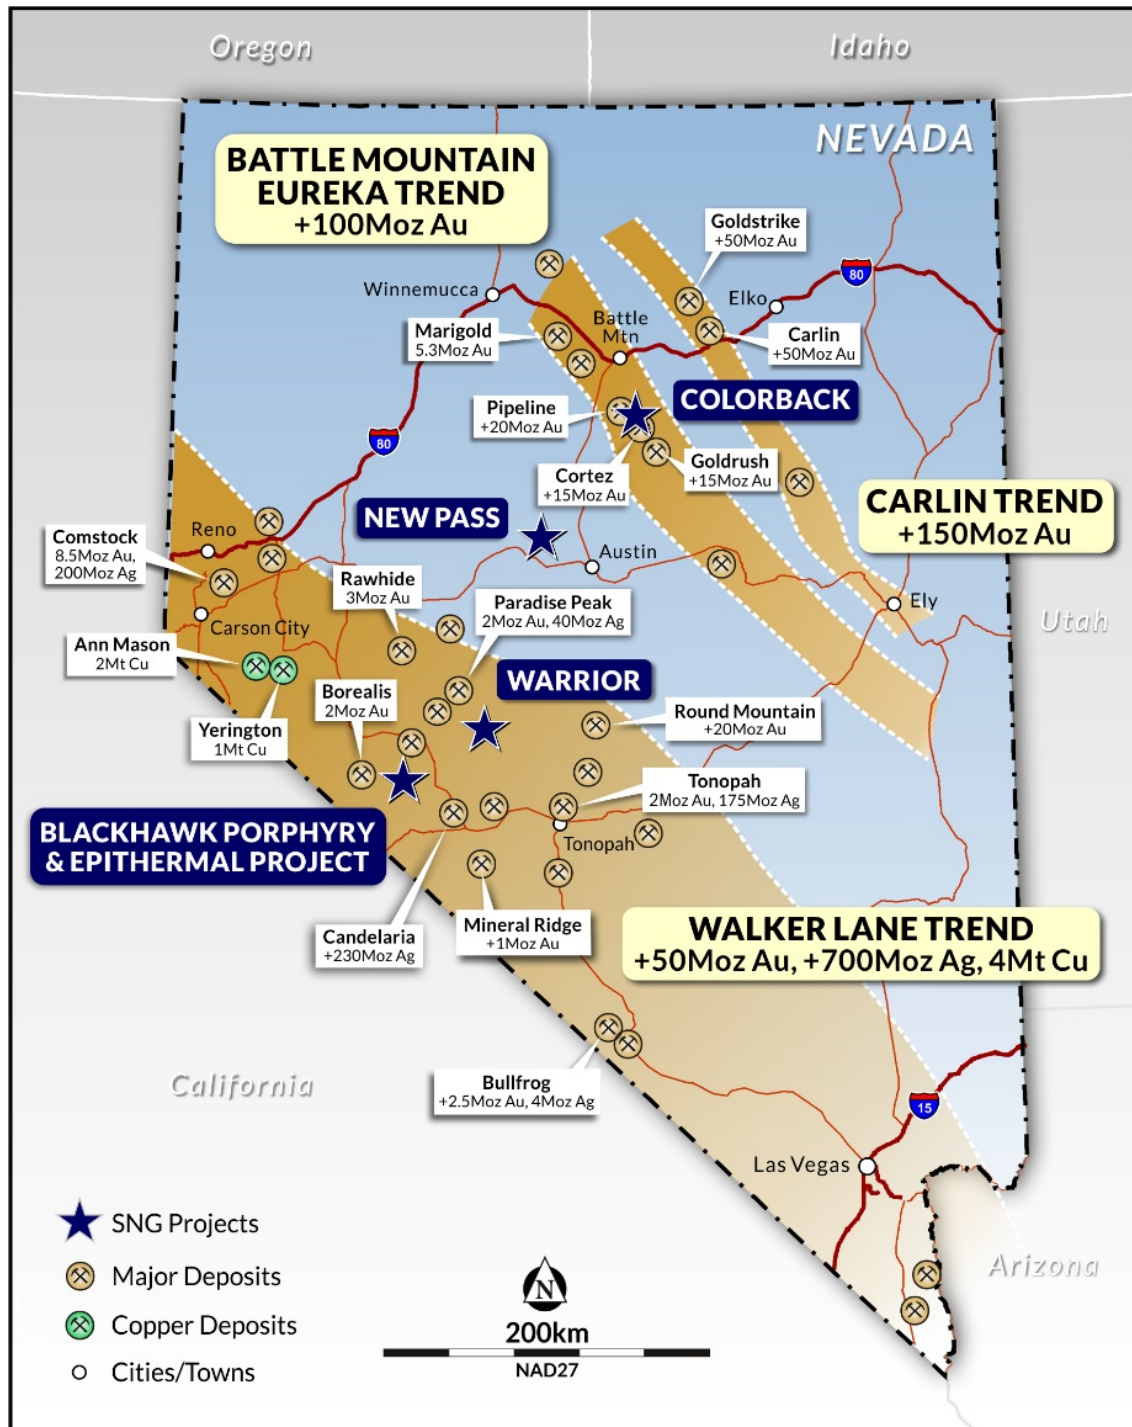 Oregon
Idaho
NEVADA
BATTLE MOUNTAIN
EUREKA TREND
+100Moz Au
Goldstrike
+50Moz Au
80
Winnemucca
Elko
Marigold
5.3Moz Au
Battle
Mtn
Carlin
+50Moz Au
COLORBACK
Pipeline
+20Moz Au
80
Goldrush
+15Moz Au
Cortez
+15Moz Au
CARLIN TREND
+150Moz Au
NEW PASS
Reno
Comstock
8.5Moz Au,
200Moz Ag
Austin
Rawhide
3Moz Au
Paradise Peak
2Moz Au, 40Moz Ag
Ely
Utah
Carson City
Ann Mason
2Mt Cu
WARRIOR
Borealis
2Moz Au
Yerington
1Mt Cu
Round Mountain
+20Moz Au
Tonopah
2Moz Au, 175Moz Ag
BLACKHAWK PORPHYRY
& EPITHERMAL PROJECT
Tonopah
Candelaria
+230Moz Ag
Mineral Ridge
+1Moz Au
WALKER LANE TREND
+50Moz Au, +700Moz Ag, 4Mt Cu
California
Bullfrog
+2.5Moz Au, 4Moz Ag
15
Las Vegas
Arizona
SNG Projects
Major Deposits
Copper Deposits
Cities/Towns
N
200km
NAD27